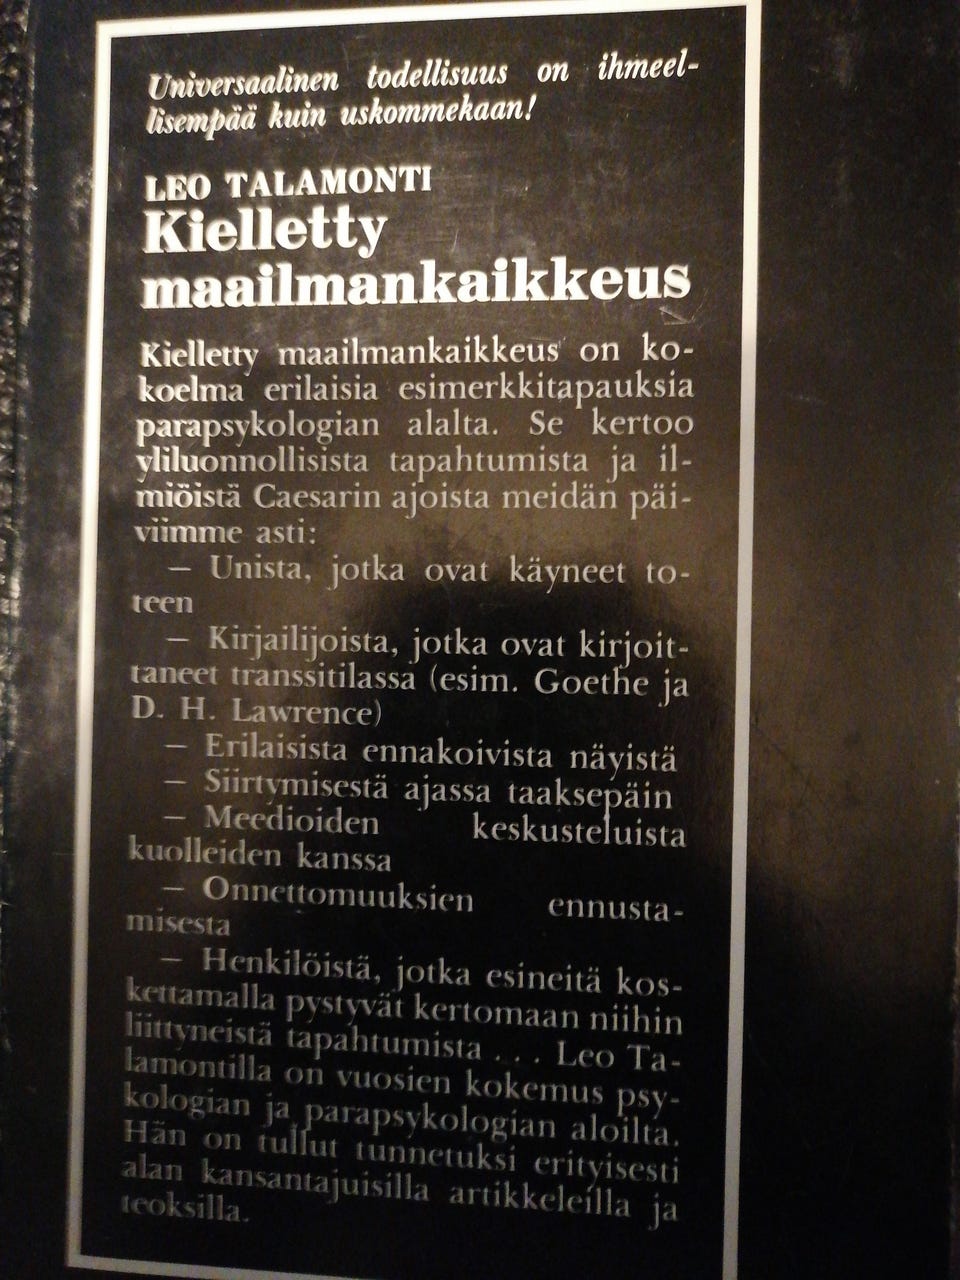 Universaalinen todellisuus on ihmeel-
lisempää kuin uskommekaan!
LEO TALAMONTI
Kielletty
maailmankaikkeus
Kielletty maailmankaikkeus on ko-
koelma erilaisia esimerkkitapauksia
parapsykologian alalta. Se kertoo
yliluonnollisista tapahtumista ja il-
miöistä Caesarin ajoista meidän päi-
viimme asti:
– Unista, jotka ovat käyneet to-
teen
– Kirjailijoista, jotka ovat kirjoit-
taneet transsitilassa (esim. Goethe ja
D. H. Lawrence)
– Erilaisista ennakoivista näyistä
– Siirtymisestä ajassa taaksepäin
– Meedioiden keskusteluista
kuolleiden kanssa
– Onnettomuuksien ennusta-
misesta
– Henkilöistä, jotka esineitä kos-
kettamalla pystyvät kertomaan niihin
liittyneistä tapahtumista . . . Leo Ta-
lamontilla on vuosien kokemus psy-
kologian ja parapsykologian aloilta.
Hän on tullut tunnetuksi erityisesti
alan kansantajuisilla artikkeleilla ja
teoksilla.